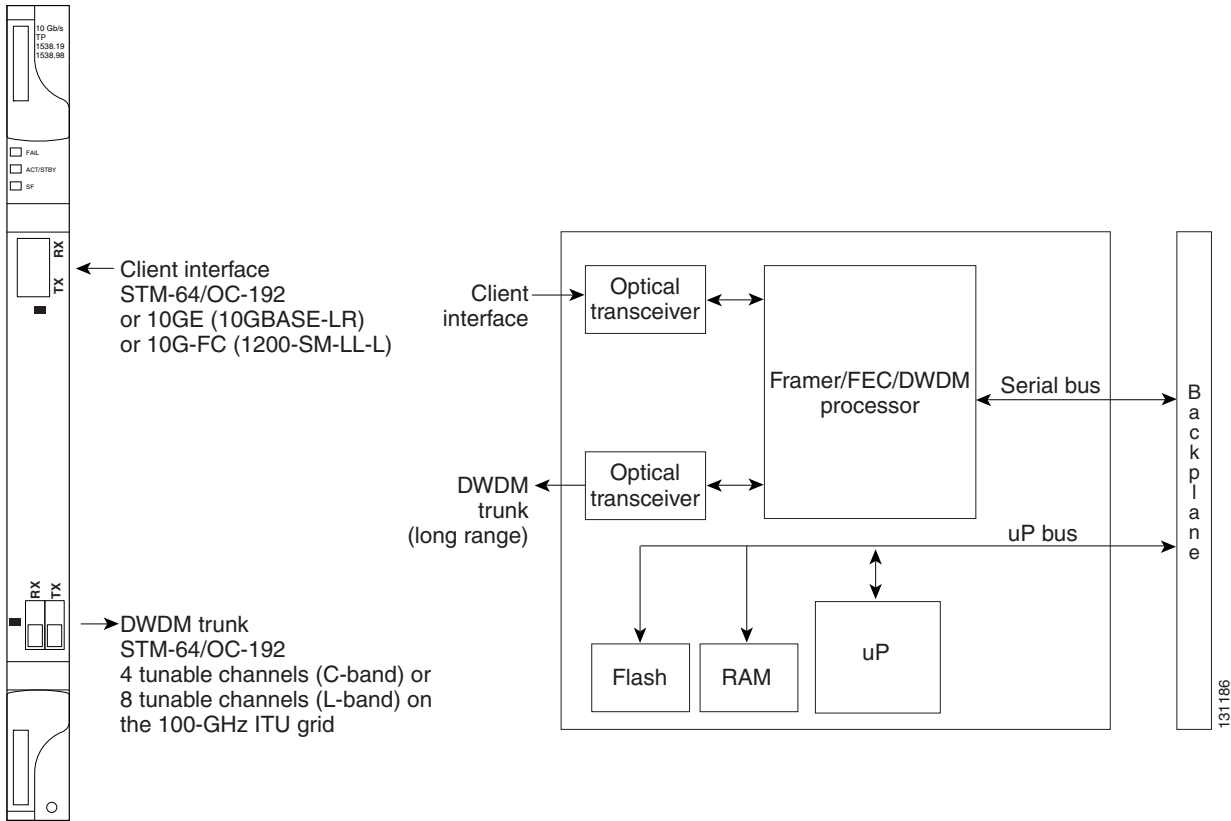 10 Gb/s
TP
1538.19
1538.98
FAIL
ACT/STBY
SF
RX
TX
Client interface
STM-64/OC-192
or 10GE (10GBASE-LR)
or 10G-FC (1200-SM-LL-L)
RX
TX
DWDM trunk
STM-64/OC-192
4 tunable channels (C-band) or
8 tunable channels (L-band) on
the 100-GHz ITU grid
Client
interface
Optical
transceiver
Framer/FEC/DWDM
processor
Serial bus
DWDM
trunk
(long range)
Optical
transceiver
uP bus
Flash
RAM
uP
Backplane
131186